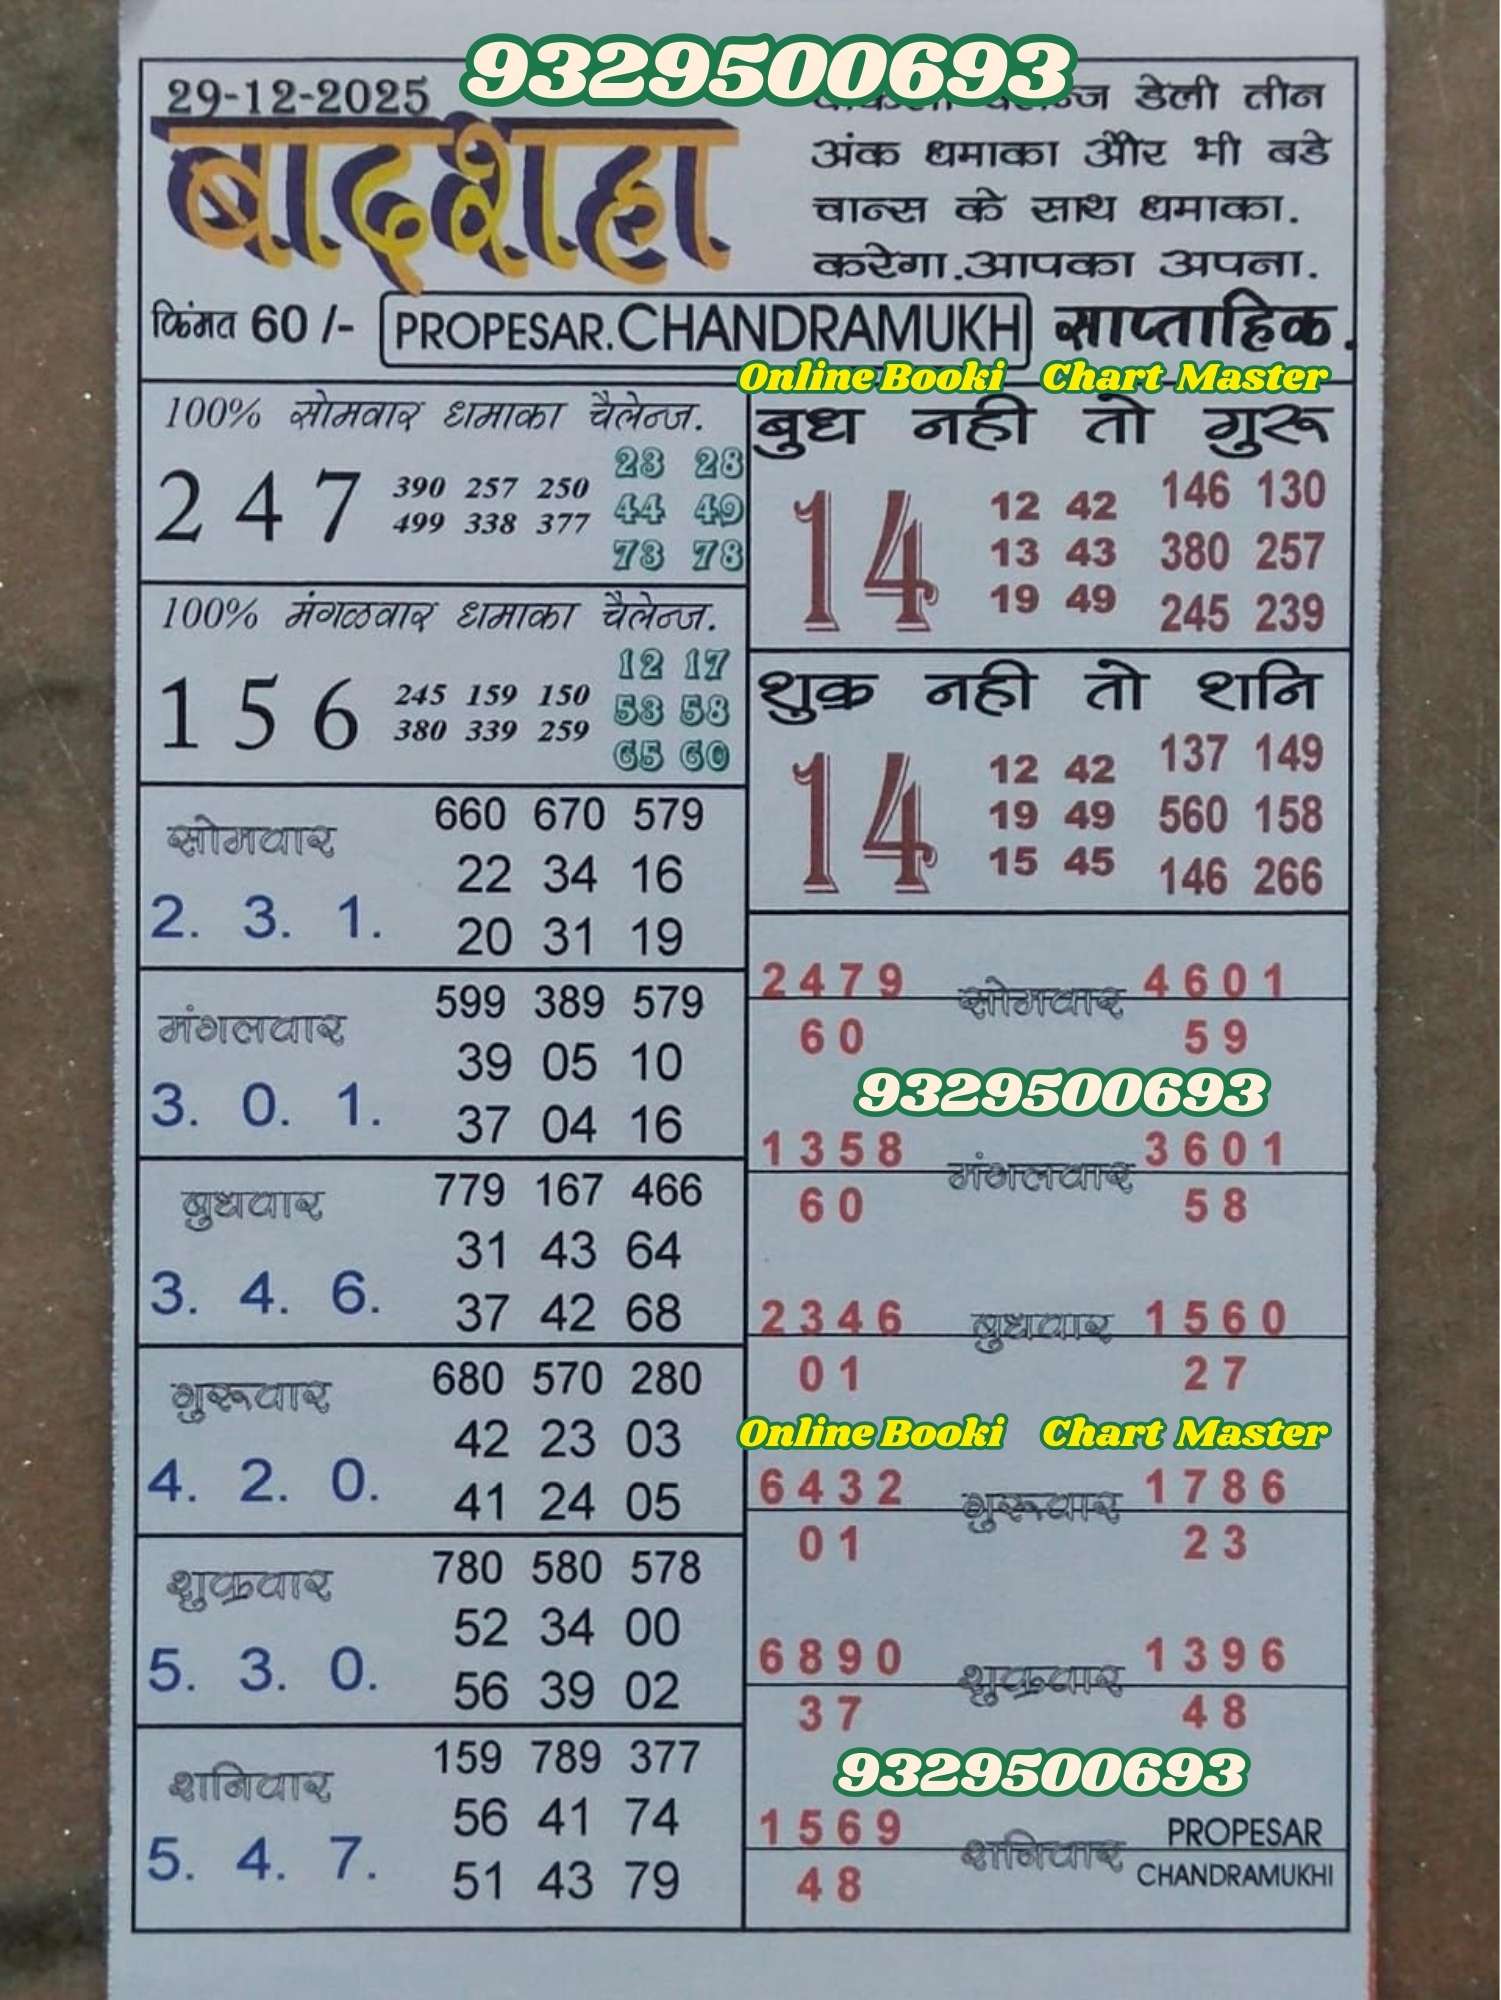 9329500693
29-12-2025
डेली तीन
बादशहा
अंक धमाका और भी बडे
चान्स के साथ धमाका.
करेगा.आपका अपना.
किंमत 60 /- PROPESAR.CHANDRAMUKH साप्ताहिक.
Online Booki Chart Master
100% सोमवार धमाका चैलेन्ज.
2 4 7
390 257 250
499 338 377
23 28
44 49
73 78
100% मंगळवार धमाका चैलेन्ज.
1 5 6
245 159 150
380 339 259
12 17
53 58
65 60
सोमवार
2. 3. 1.
660 670 579
22 34 16
20 31 19
मंगलवार
3. 0. 1.
599 389 579
39 05 10
37 04 16
बुधवार
3. 4. 6.
779 167 466
31 43 64
37 42 68
गुरूवार
4. 2. 0.
680 570 280
42 23 03
41 24 05
शुक्रवार
5. 3. 0.
780 580 578
52 34 00
56 39 02
शनिवार
5. 4. 7.
159 789 377
56 41 74
51 43 79
बुध नही तो गुरू
14
12 42
13 43
19 49
146 130
380 257
245 239
शुक्र नही तो शनि
14
12 42
19 49
15 45
137 149
560 158
146 266
2479 सोमवार 4601
60 59
9329500693
1358 मंगलवार 3601
60 58
2346 बुधवार 1560
01 27
Online Booki Chart Master
6432 गुरूवार 1786
01 23
6890 शुक्रवार 1396
37 48
9329500693
1569 शनिवार PROPESAR
48 CHANDRAMUKHI